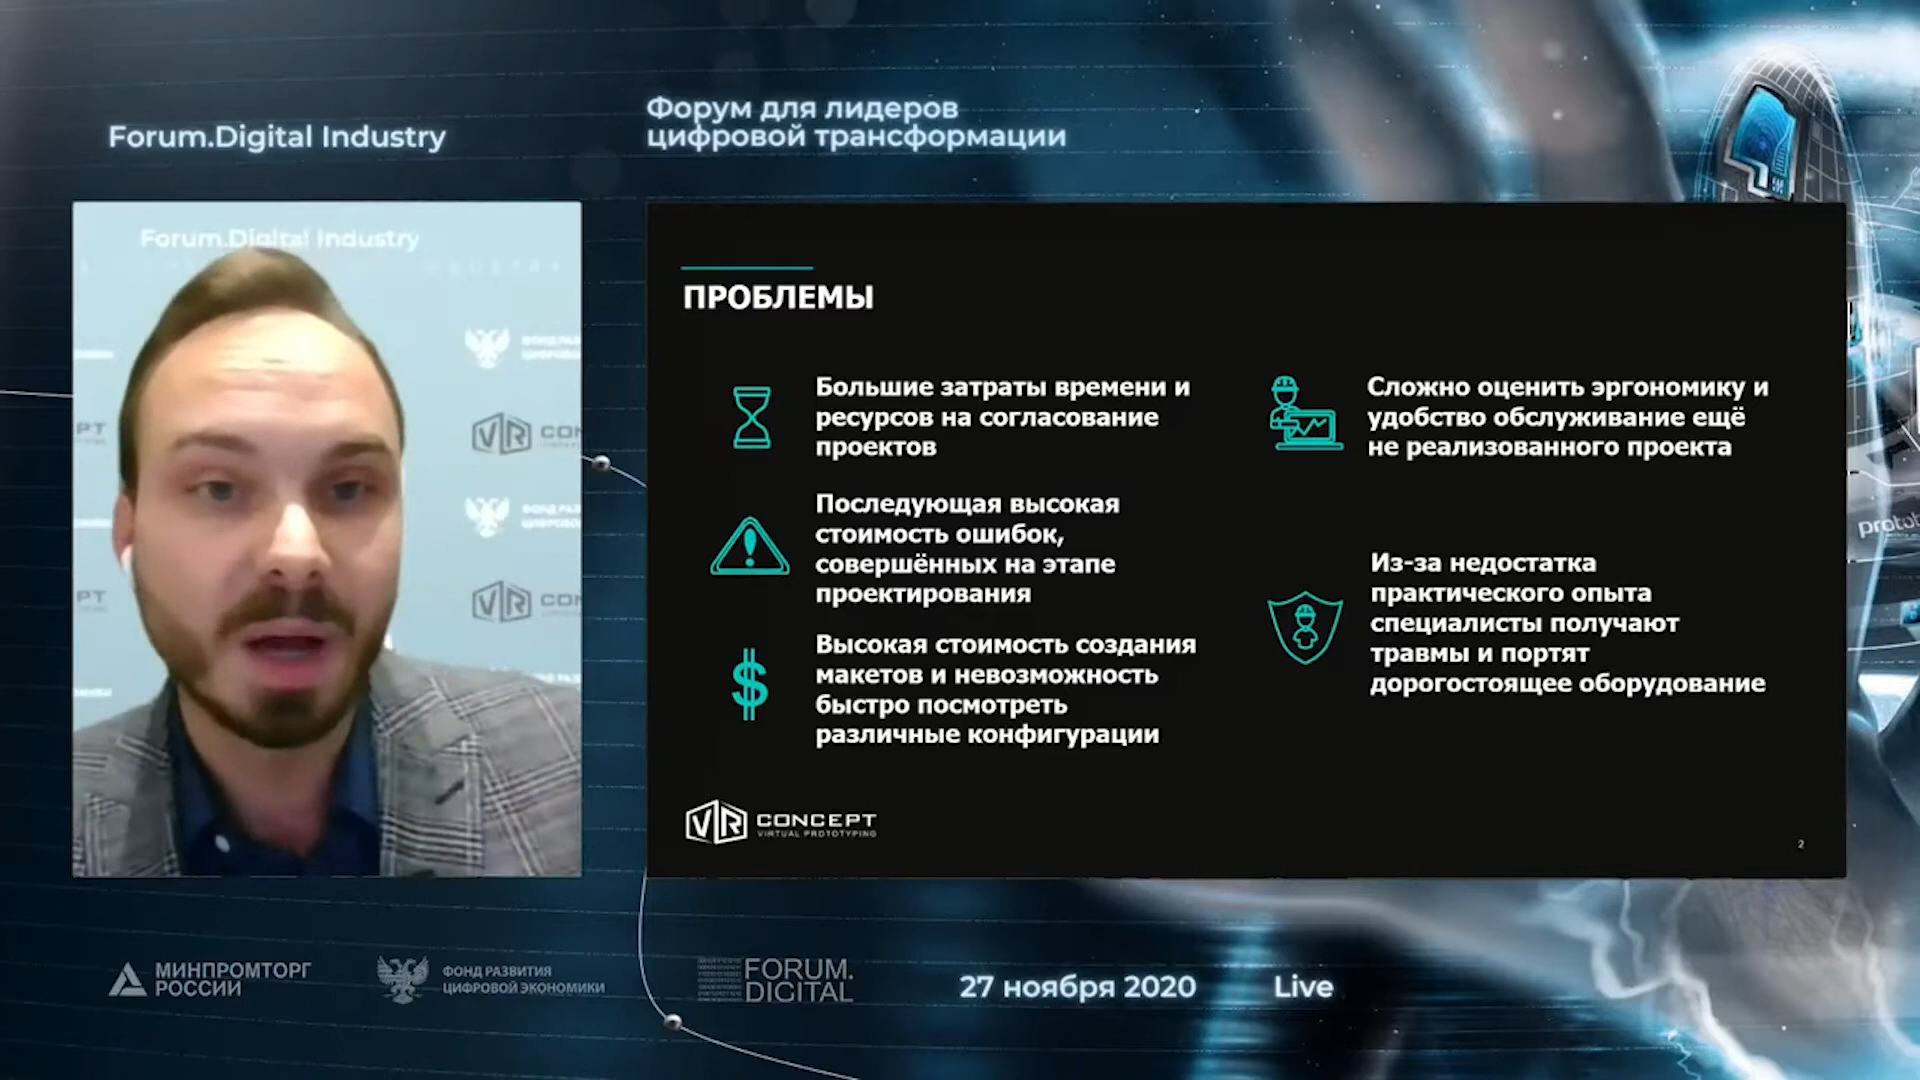 Forum.Digital Industry
Форум для лидеров
цифровой трансформации
Forum.Digital Industry
VR
VR
ПРОБЛЕМЫ
Большие затраты времени и
ресурсов на согласование
проектов
Последующая высокая
стоимость ошибок,
совершённых на этапе
проектирования
Высокая стоимость создания
макетов и невозможность
быстро посмотреть
различные конфигурации
Сложно оценить эргономику и
удобство обслуживание ещё
не реализованного проекта
Из-за недостатка
практического опыта
специалисты получают
травмы и портят
дорогостоящее оборудование
VR CONCEPT
VIRTUAL PROTOTYPING
2
МИНПРОМТОРГ
РОССИИ
ФОНД РАЗВИТИЯ
ЦИФРОВОЙ ЭКОНОМИКИ
FORUM.
DIGITAL
27 ноября 2020
Live